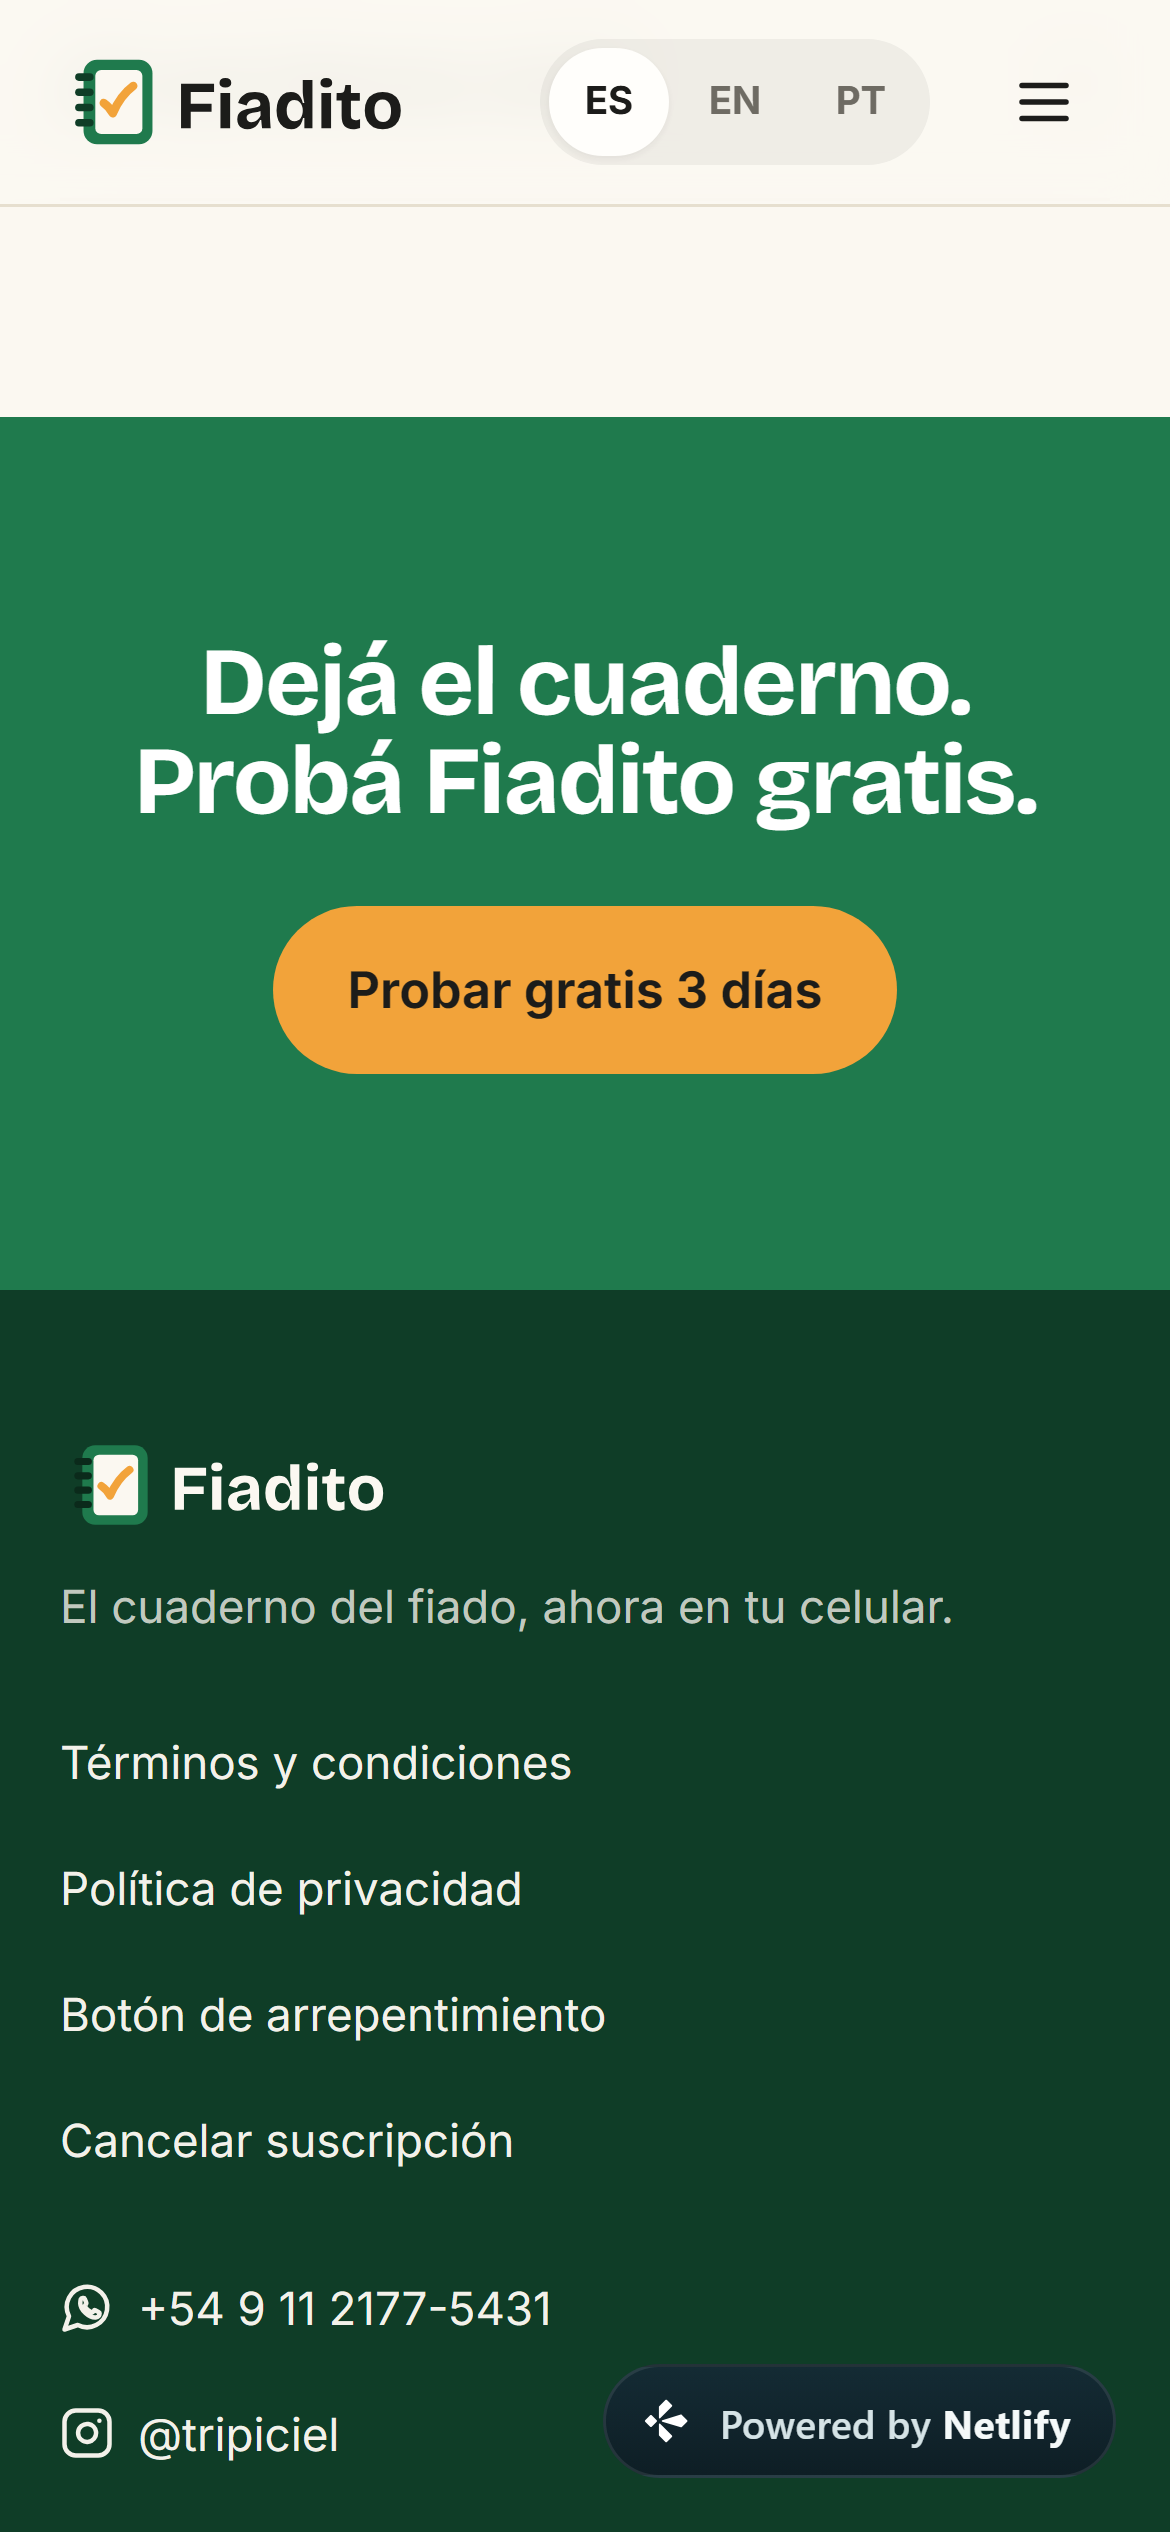 Fiadito
ES EN PT
Dejá el cuaderno.
Probá Fiadito gratis.
Probar gratis 3 días
Fiadito
El cuaderno del fiado, ahora en tu celular.
Términos y condiciones
Política de privacidad
Botón de arrepentimiento
Cancelar suscripción
+54 9 11 2177-5431
@tripiciel
Powered by Netlify